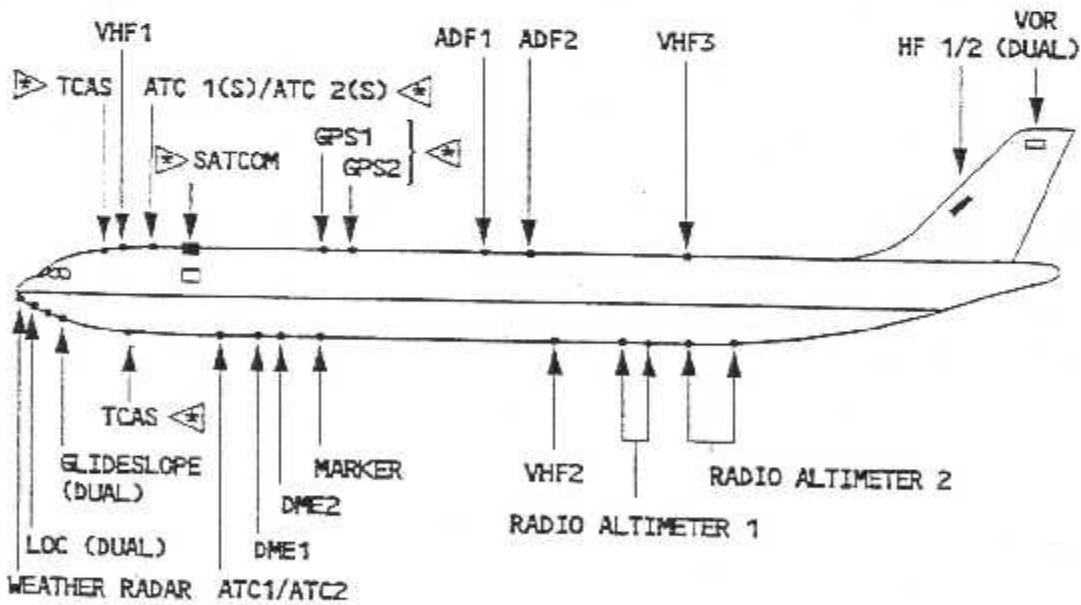 VOR
VHF1 ADF1 ADF2 VHF3 HF 1/2 (DUAL)
* TCAS ATC 1(S)/ATC 2(S) *
GPS1
* SATCOM GPS2 *
TCAS *
GLIDESLOPE
(DUAL)
MARKER
VHF2
RADIO ALTIMETER 2
DME2
RADIO ALTIMETER 1
LOC (DUAL)
DME1
WEATHER RADAR ATC1/ATC2